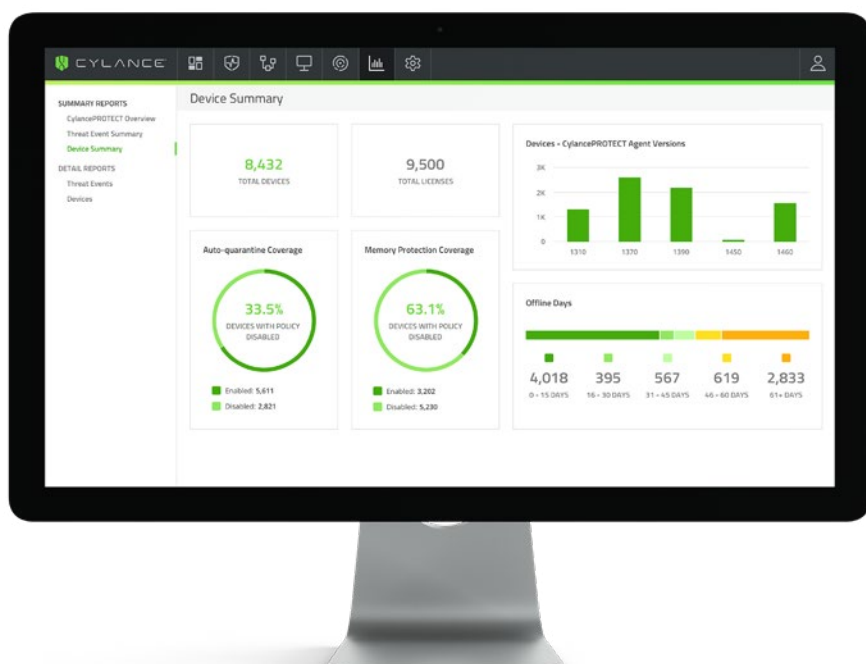 CYLANCE
SUMMARY REPORTS
CylancePROTECT Overview
Threat Event Summary
Device Summary
DETAIL REPORTS
Threat Events
Devices
Device Summary
8,432
TOTAL DEVICES
9,500
TOTAL LICENSES
Auto-quarantine Coverage
33.5%
DEVICES WITH POLICY
DISABLED
Enabled: 5,611
Disabled: 2,821
Memory Protection Coverage
63.1%
DEVICES WITH POLICY
DISABLED
Enabled: 3,202
Disabled: 5,230
Devices - CylancePROTECT Agent Versions
3K
2K
1K
0
1310 1370 1390 1450 1460
Offline Days
4,018 395 567 619 2,833
0 - 15 DAYS 16 - 30 DAYS 31 - 45 DAYS 46 - 60 DAYS 61+ DAYS